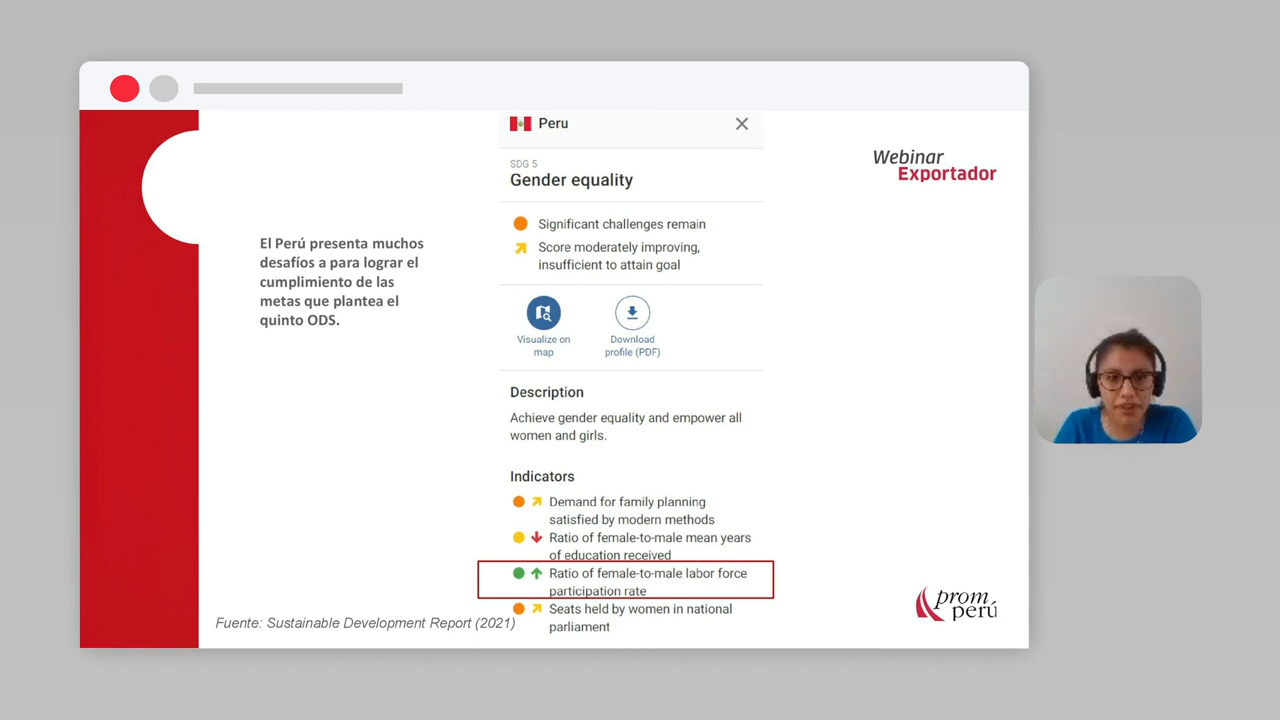 Peru
SDG 5
Gender equality
Significant challenges remain
Score moderately improving,
insufficient to attain goal
Visualize on
map
Download
profile (PDF)
Description
Achieve gender equality and empower all
women and girls.
Indicators
Demand for family planning
satisfied by modern methods
Ratio of female-to-male mean years
of education received
Ratio of female-to-male labor force
participation rate
Seats held by women in national
parliament
El Perú presenta muchos
desafíos a para lograr el
cumplimiento de las
metas que plantea el
quinto ODS.
Fuente: Sustainable Development Report (2021)
Webinar
Exportador
prom
perú